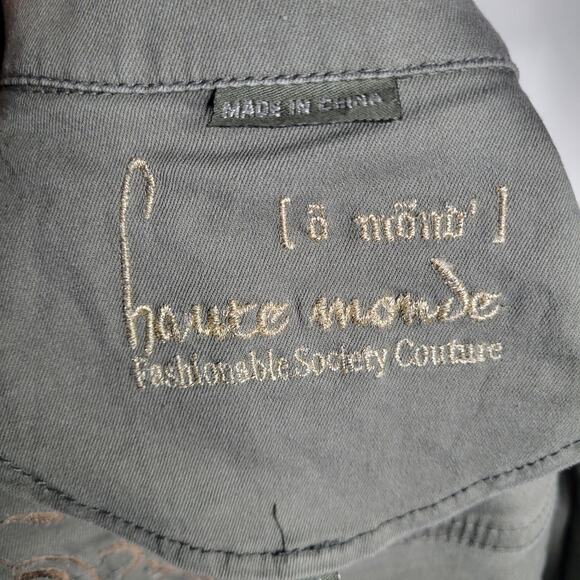 MADE IN CHINA
[ō mōnd']
haute monde
Fashionable Society Couture